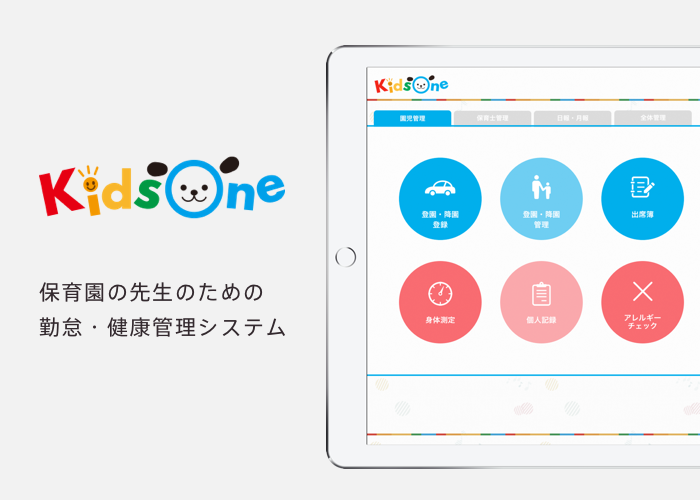 KidsOne
保育園の先生のための
勤怠・健康管理システム
KidsOne
園児管理
保育士管理
日報・月報
全体管理
登園・降園
登録
登園・降園
管理
出席簿
身体測定
個人記録
アレルギー
チェック